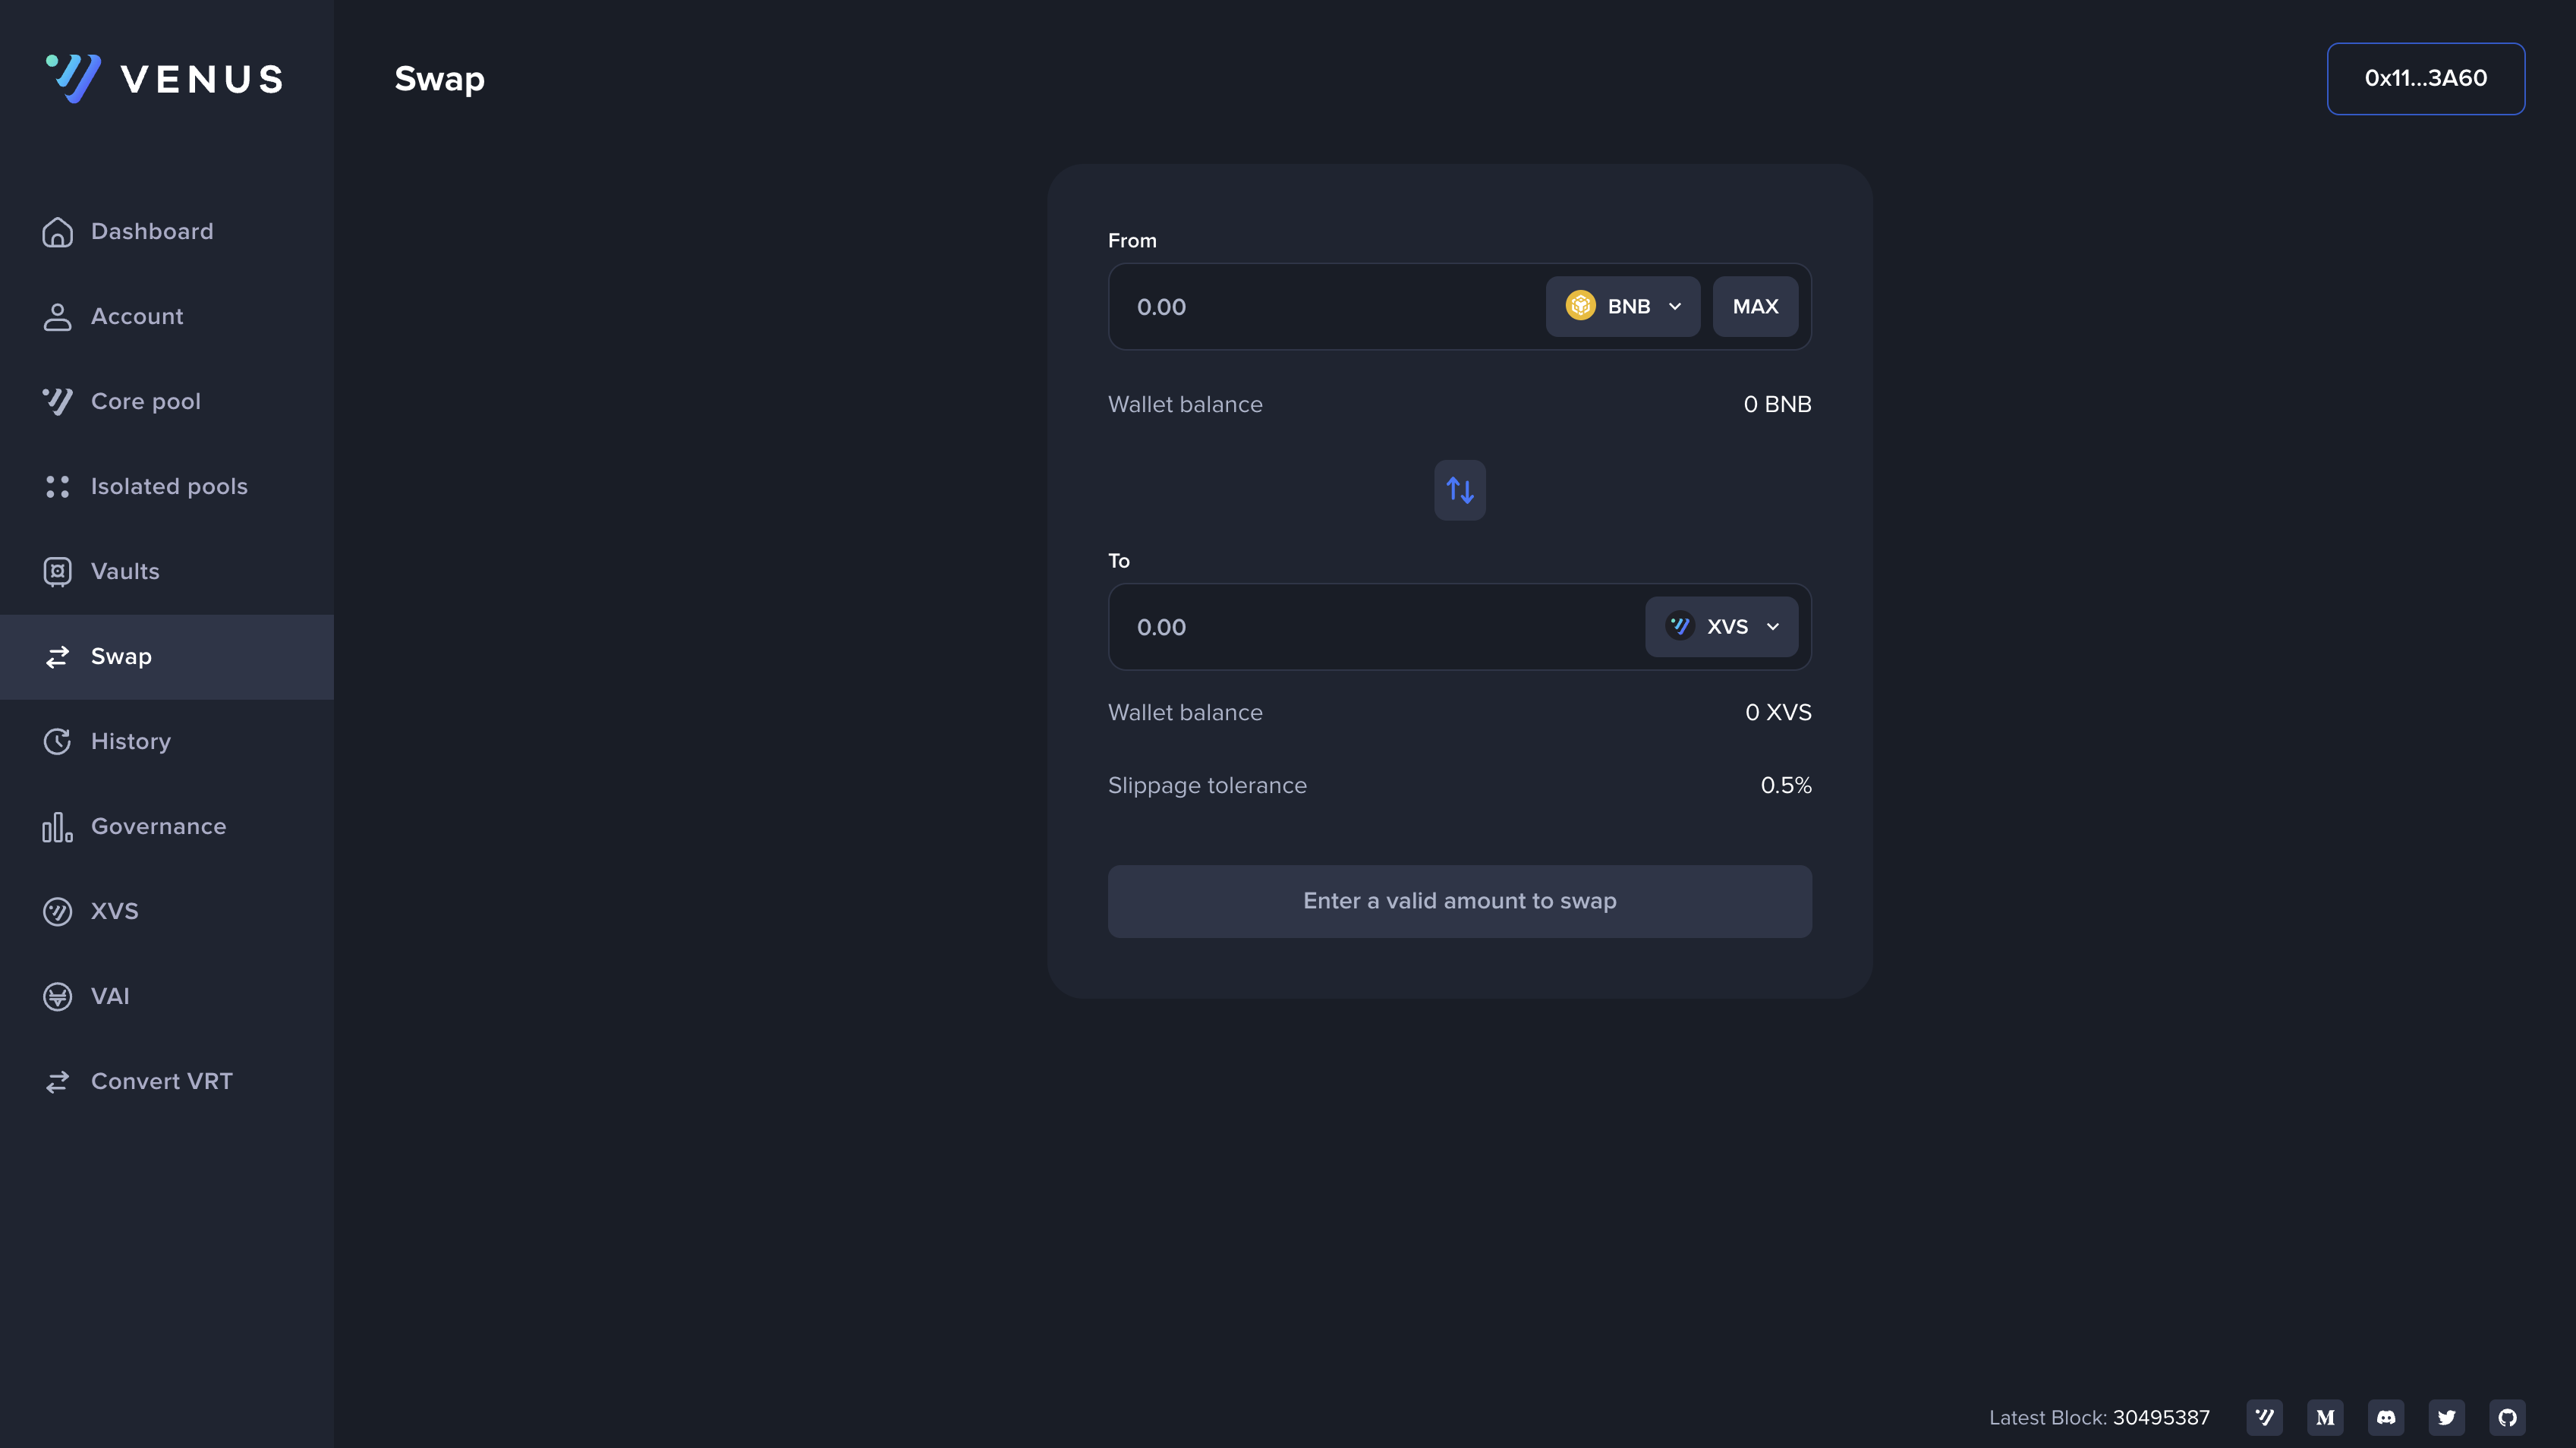 VENUS
Dashboard
Account
Core pool
Isolated pools
Vaults
Swap
History
Governance
XVS
VAI
Convert VRT
Swap
0x11...3A60
From
0.00
BNB
MAX
Wallet balance
0 BNB
To
0.00
XVS
Wallet balance
0 XVS
Slippage tolerance
0.5%
Enter a valid amount to swap
Latest Block: 30495387